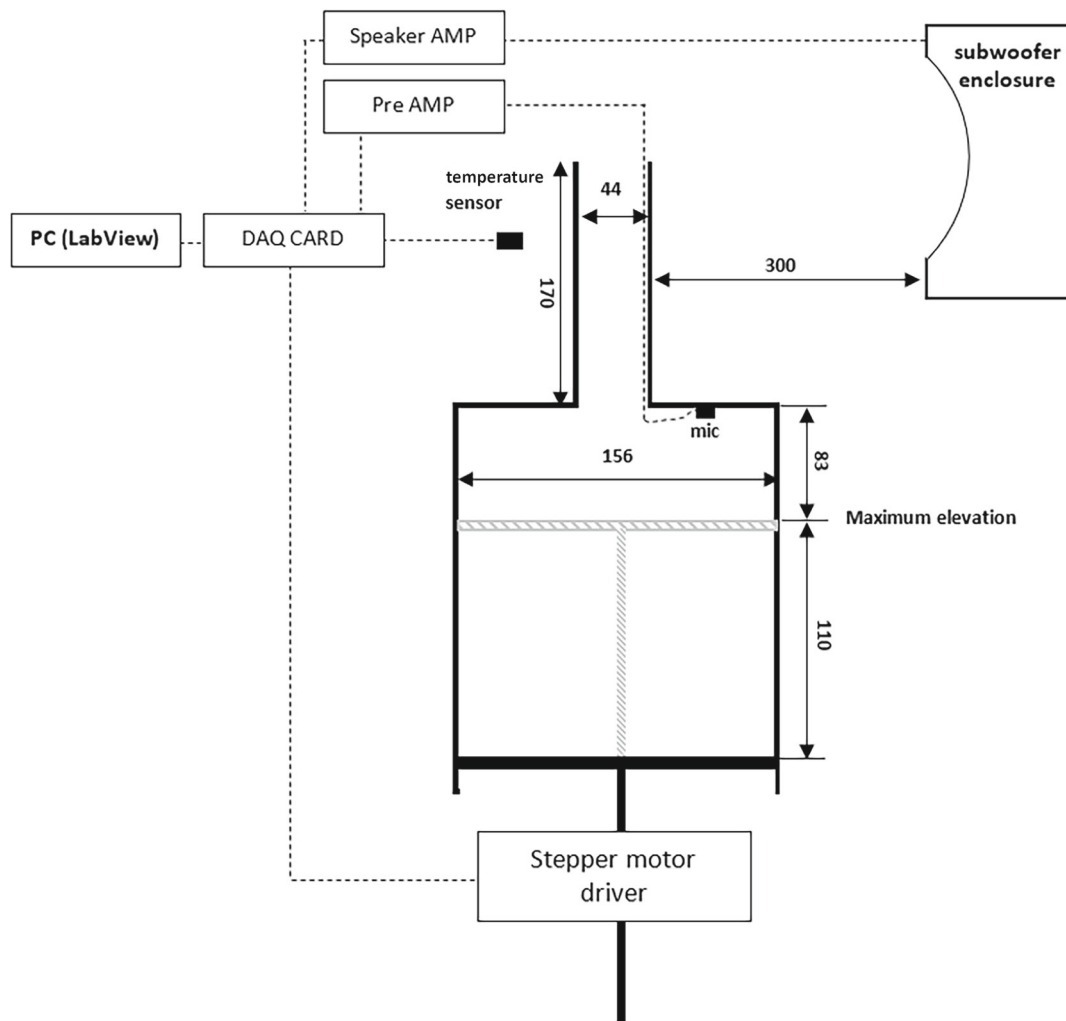 Speaker AMP
subwoofer
enclosure
Pre AMP
temperature
sensor
44
PC (LabView)
DAQ CARD
170
300
mic
156
83
Maximum elevation
110
Stepper motor
driver